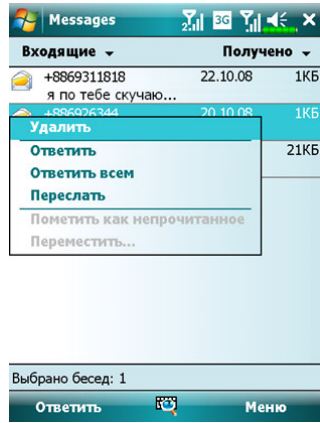 Messages 2 3G
Входящие Получено
+8869311818 22.10.08 1КБ
я по тебе скучаю...
+886926344 20.10.08 1КБ
Удалить
Ответить 21КБ
Ответить всем
Переслать
Пометить как непрочитанное
Переместить...
Выбрано бесед: 1
Ответить Меню